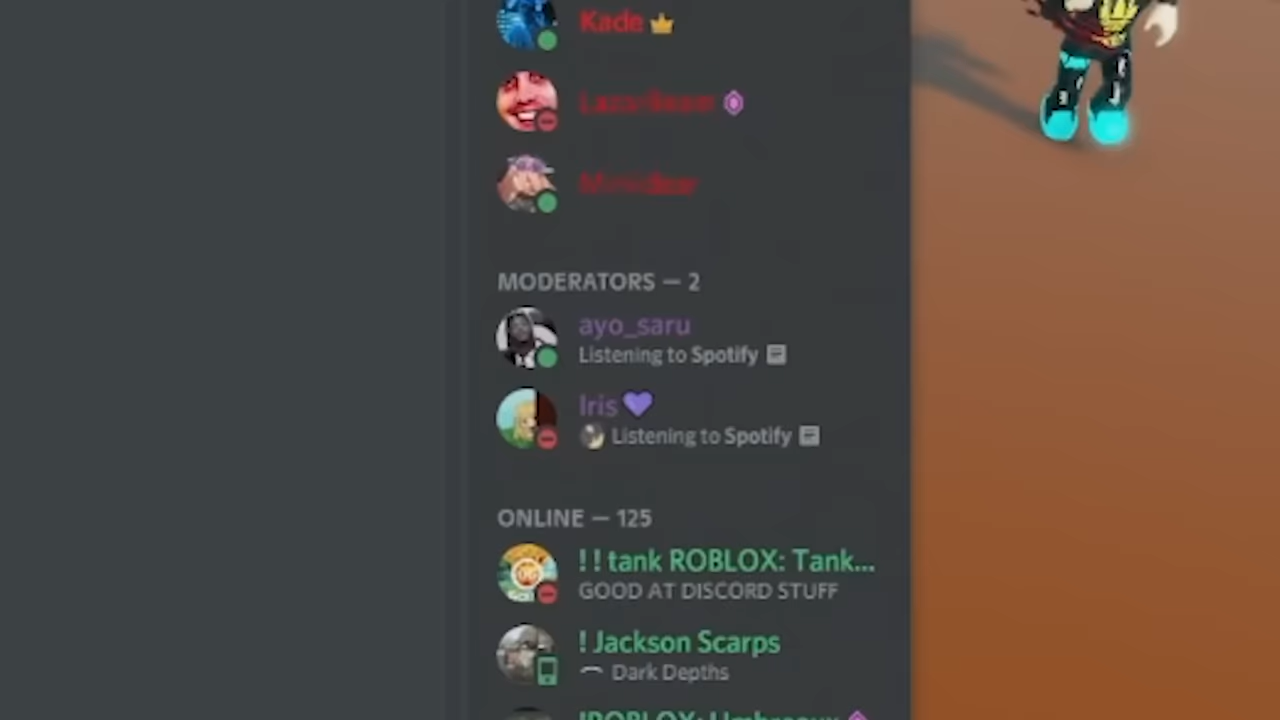 Kade
LazarBeam
MODERATORS — 2
ayo_saru
Listening to Spotify
Iris
Listening to Spotify
ONLINE — 125
! ! tank ROBLOX: Tank...
GOOD AT DISCORD STUFF
! Jackson Scarps
Dark Depths